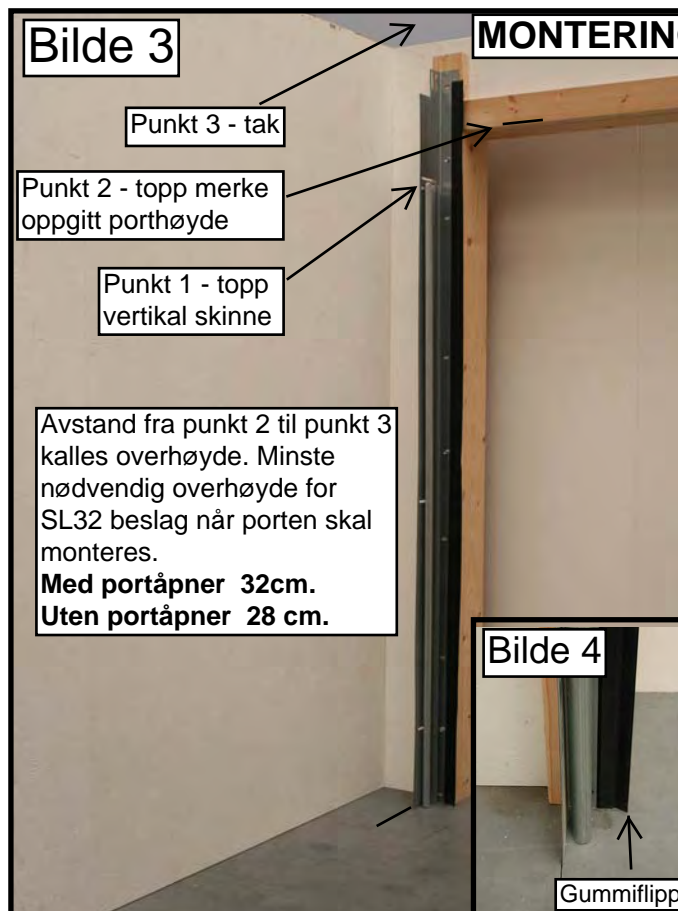 Bilde 3
MONTERING
Punkt 3 - tak
Punkt 2 - topp merke
oppgitt porthøyde
Punkt 1 - topp
vertikal skinne
Avstand fra punkt 2 til punkt 3
kalles overhøyde. Minste
nødvendig overhøyde for
SL32 beslag når porten skal
monteres.
Med portåpner 32cm.
Uten portåpner 28 cm.
Bilde 4
Gummiflipp